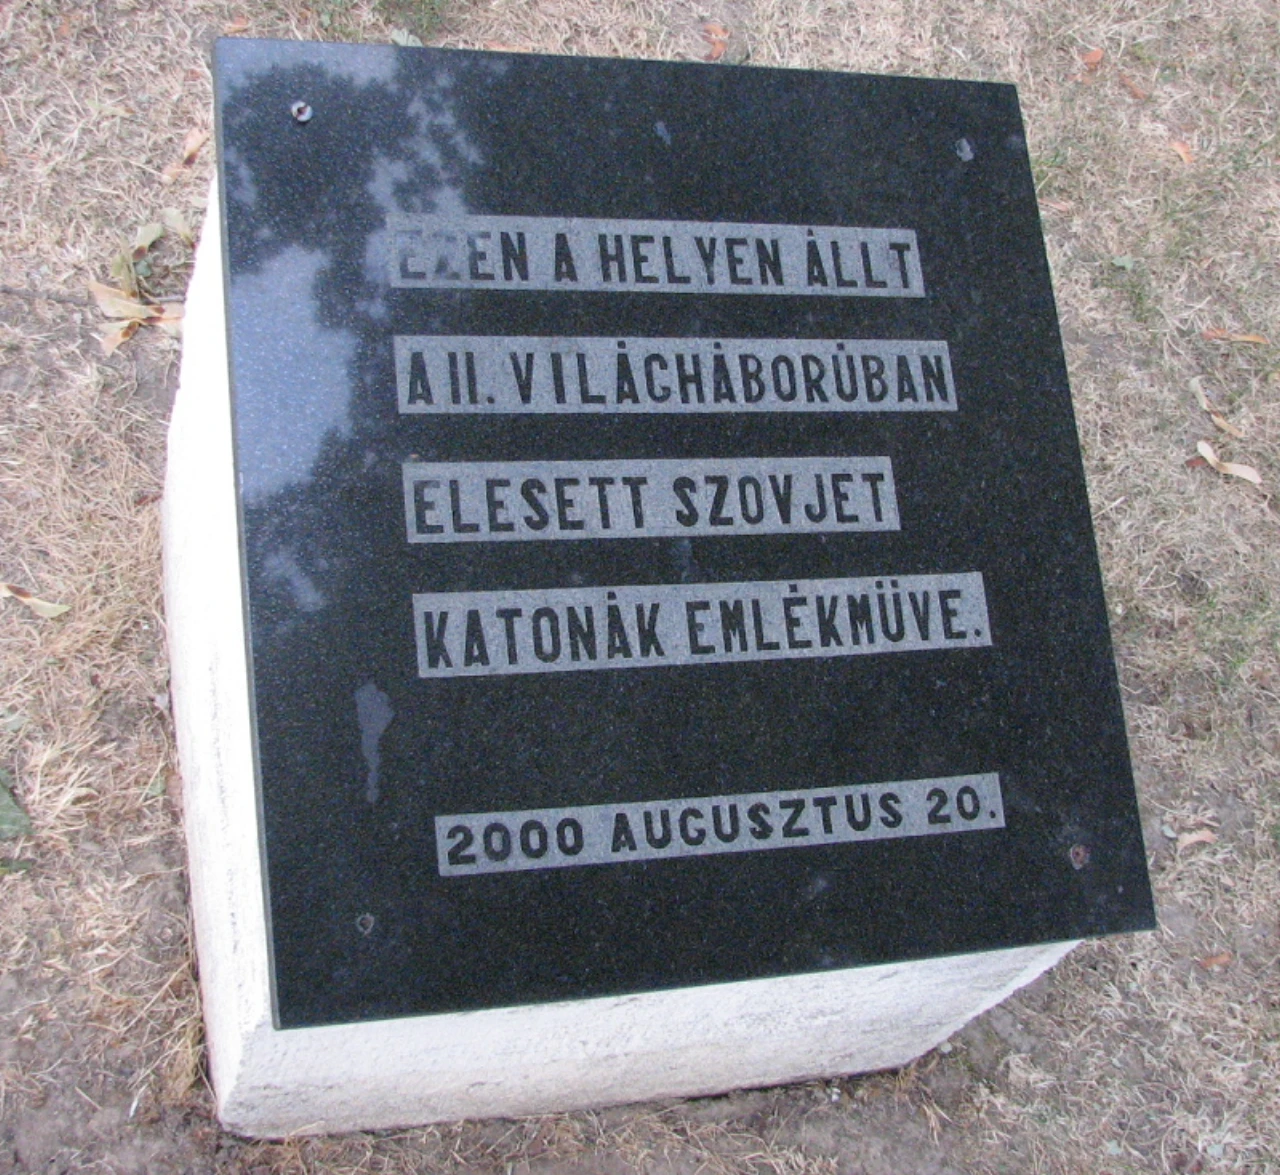 EZEN A HELYEN ÁLLT
A II. VILÁGHÁBORÚBAN
ELESETT SZOVJET
KATONÁK EMLÉKMÜVE.
2000 AUGUSZTUS 20.